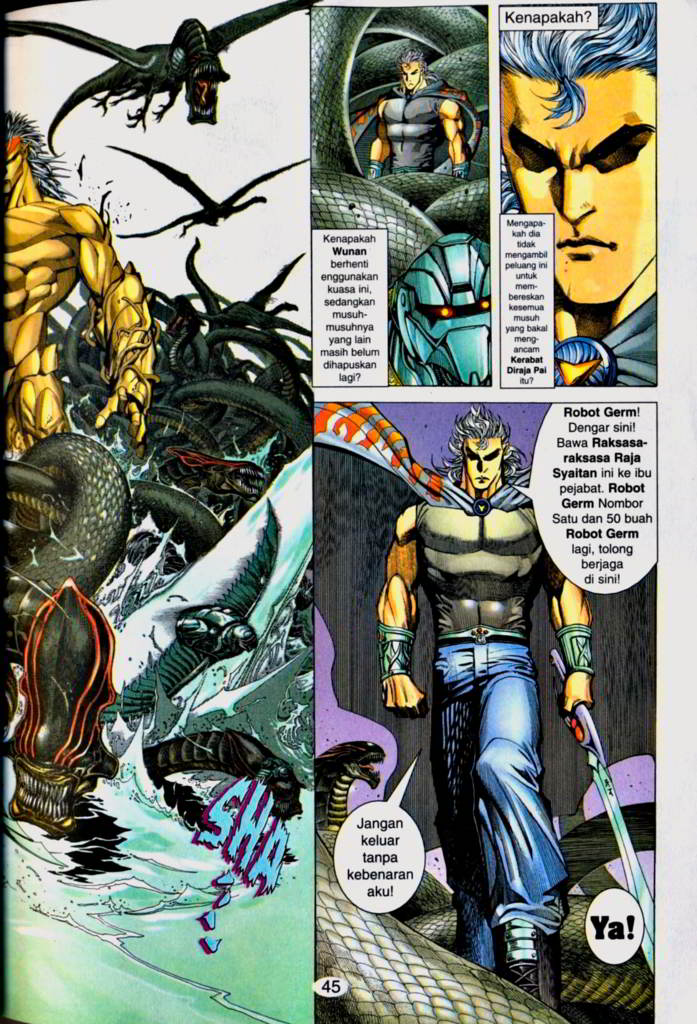 Kenapakah?
Kenapakah
Wunan
berhenti
enggunakan
kuasa ini,
sedangkan
musuh-
musuhnya
yang lain
masih belum
dihapuskan
lagi?
Mengapa-
kah dia
tidak
mengambil
peluang ini
untuk
mem-
bereskan
kesemua
musuh
yang bakal
meng-
ancam
Kerabat
Diraja Pai
itu?
Robot Germ!
Dengar sini!
Bawa Raksasa-
raksasa Raja
Syaitan ini ke ibu
pejabat. Robot
Germ Nombor
Satu dan 50 buah
Robot Germ
lagi, tolong
berjaga
di sini!
Jangan
keluar
tanpa
kebenaran
aku!
Ya!
SHA
45